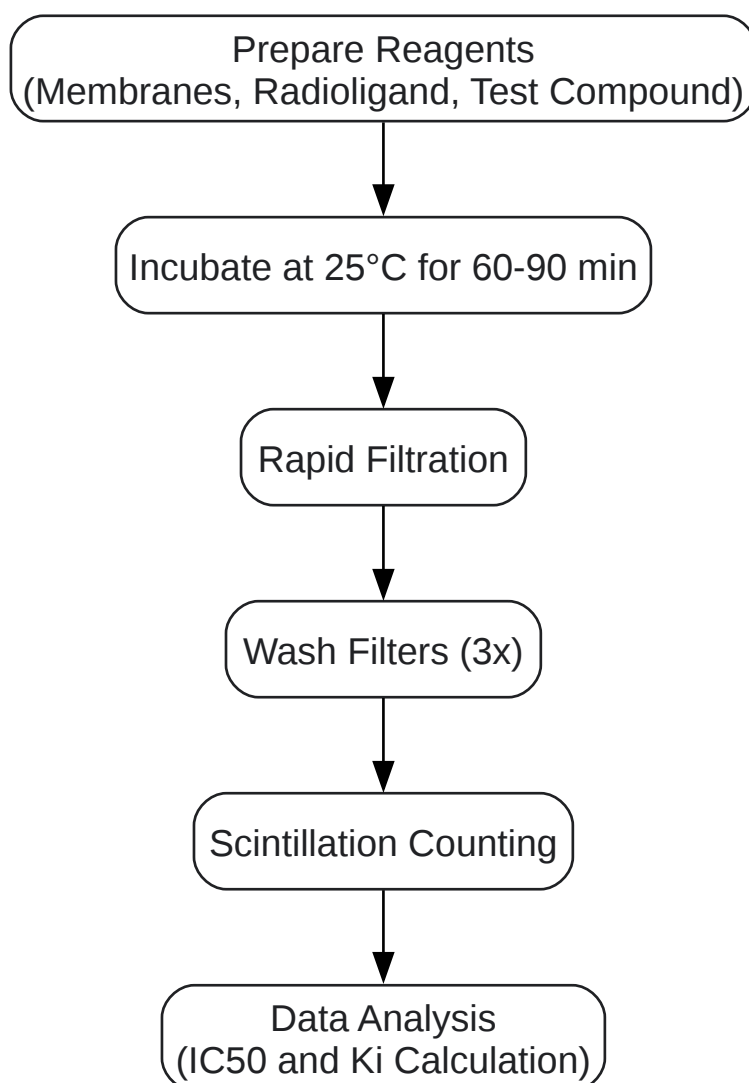 Prepare Reagents
(Membranes, Radioligand, Test Compound)
Incubate at 25°C for 60-90 min
Rapid Filtration
Wash Filters (3x)
Scintillation Counting
Data Analysis
(IC50 and Ki Calculation)